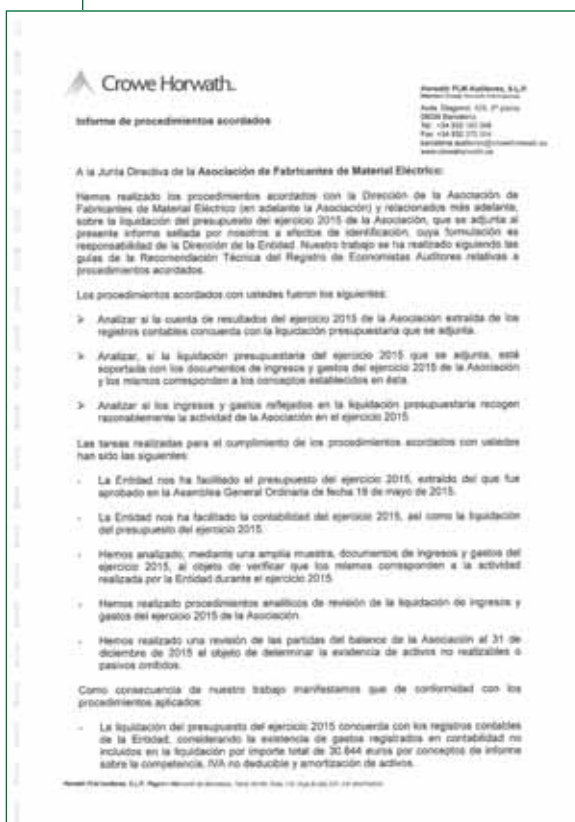 Crowe Horwath.
Horwath PLM Auditores, S.L.P.
Barcelona
Informe de procedimientos acordados
A la Junta Directiva de la Asociación de Fabricantes de Material Eléctrico:
Hemos realizado los procedimientos acordados con la Dirección de la Asociación de
Fabricantes de Material Eléctrico (en adelante la Asociación) y relacionados más adelante,
sobre la liquidación del presupuesto del ejercicio 2015 de la Asociación, que se adjunta al
presente informe sellada por nosotros a efectos de identificación, cuya formulación es
responsabilidad de la Dirección de la Entidad. Nuestro trabajo se ha realizado siguiendo las
guías de la Recomendación Técnica del Registro de Economistas Auditores relativas a
procedimientos acordados.
Los procedimientos acordados con ustedes fueron los siguientes:
➢ Analizar si la cuenta de resultados del ejercicio 2015 de la Asociación extraída de los
registros contables concuerda con la liquidación presupuestaria que se adjunta.
➢ Analizar, si la liquidación presupuestaria del ejercicio 2015 que se adjunta, esté
soportada con los documentos de ingresos y gastos del ejercicio 2015 de la Asociación
y los mismos corresponden a los conceptos establecidos en ésta.
➢ Analizar si los ingresos y gastos reflejados en la liquidación presupuestaria recogen
razonablemente la actividad de la Asociación en el ejercicio 2015.
Las tareas realizadas para el cumplimiento de los procedimientos acordados con ustedes
han sido las siguientes:
- La Entidad nos ha facilitado el presupuesto del ejercicio 2015, extraído del que fue
aprobado en la Asamblea General Ordinaria de fecha de mayo de 2015.
- La Entidad nos ha facilitado la contabilidad del ejercicio 2015, así como la liquidación
del presupuesto del ejercicio 2015.
- Hemos analizado, mediante una amplia muestra, documentos de ingresos y gastos del
ejercicio 2015, al objeto de verificar que los mismos corresponden a la actividad
realizada por la Entidad durante el ejercicio 2015.
- Hemos realizado procedimientos analíticos de revisión de la liquidación de ingresos y
gastos del ejercicio 2015 de la Asociación.
- Hemos realizado una revisión de las partidas del balance de la Asociación al 31 de
diciembre de 2015 al objeto de determinar la existencia de activos no realizables o
pasivos omitidos.
Como consecuencia de nuestro trabajo manifestamos que de conformidad con los
procedimientos aplicados:
- La liquidación del presupuesto del ejercicio 2015 concuerda con los registros contables
de la Entidad, considerando la existencia de gastos registrados en contabilidad no
incluidos en la liquidación por importe total de 30.844 euros por conceptos de informe
sobre la competencia, IVA no deducible y amortización de activos.